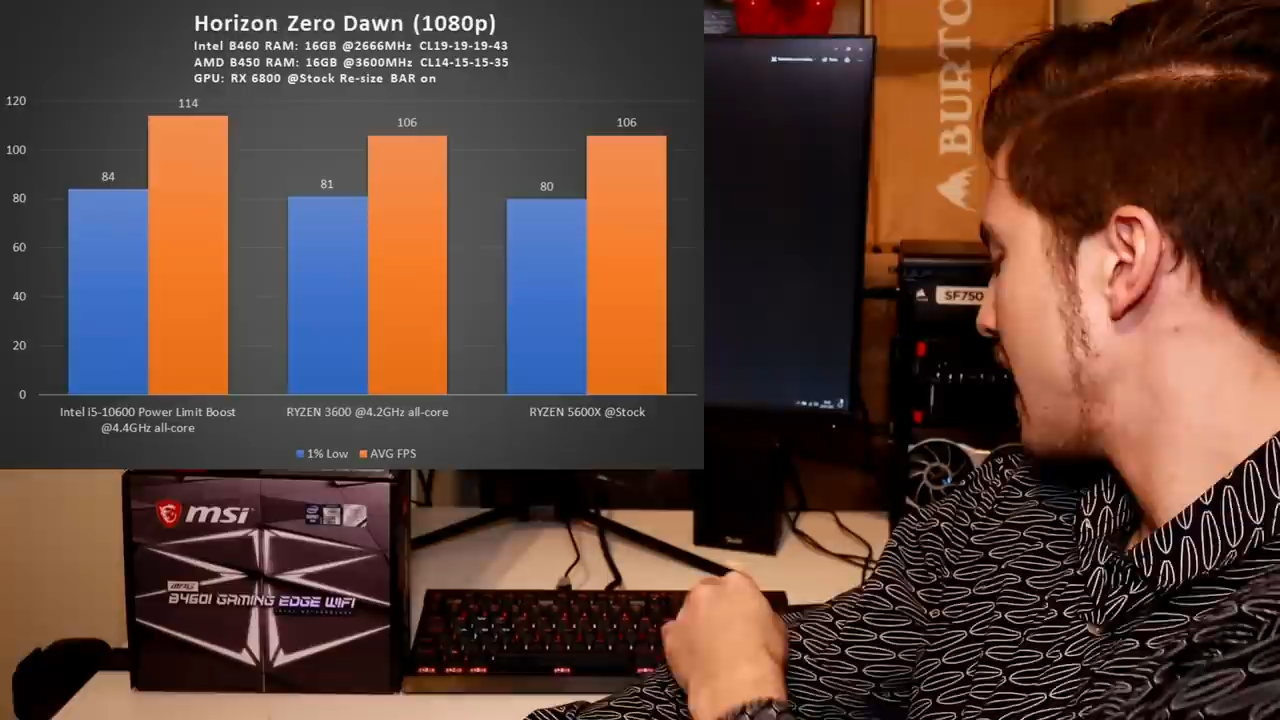 Horizon Zero Dawn (1080p)
Intel B460 RAM: 16GB @2666MHz CL19-19-19-43
AMD B450 RAM: 16GB @3600MHz CL14-15-15-35
GPU: RX 6800 @Stock Re-size BAR on
120
100
80
60
40
20
0
84
114
81
106
80
106
Intel i5-10600 Power Limit Boost
@4.4GHz all-core
RYZEN 3600 @4.2GHz all-core
RYZEN 5600X @Stock
1% Low
AVG FPS
BURTO
SF750
msi
MPG
B460I GAMING EDGE WIFI